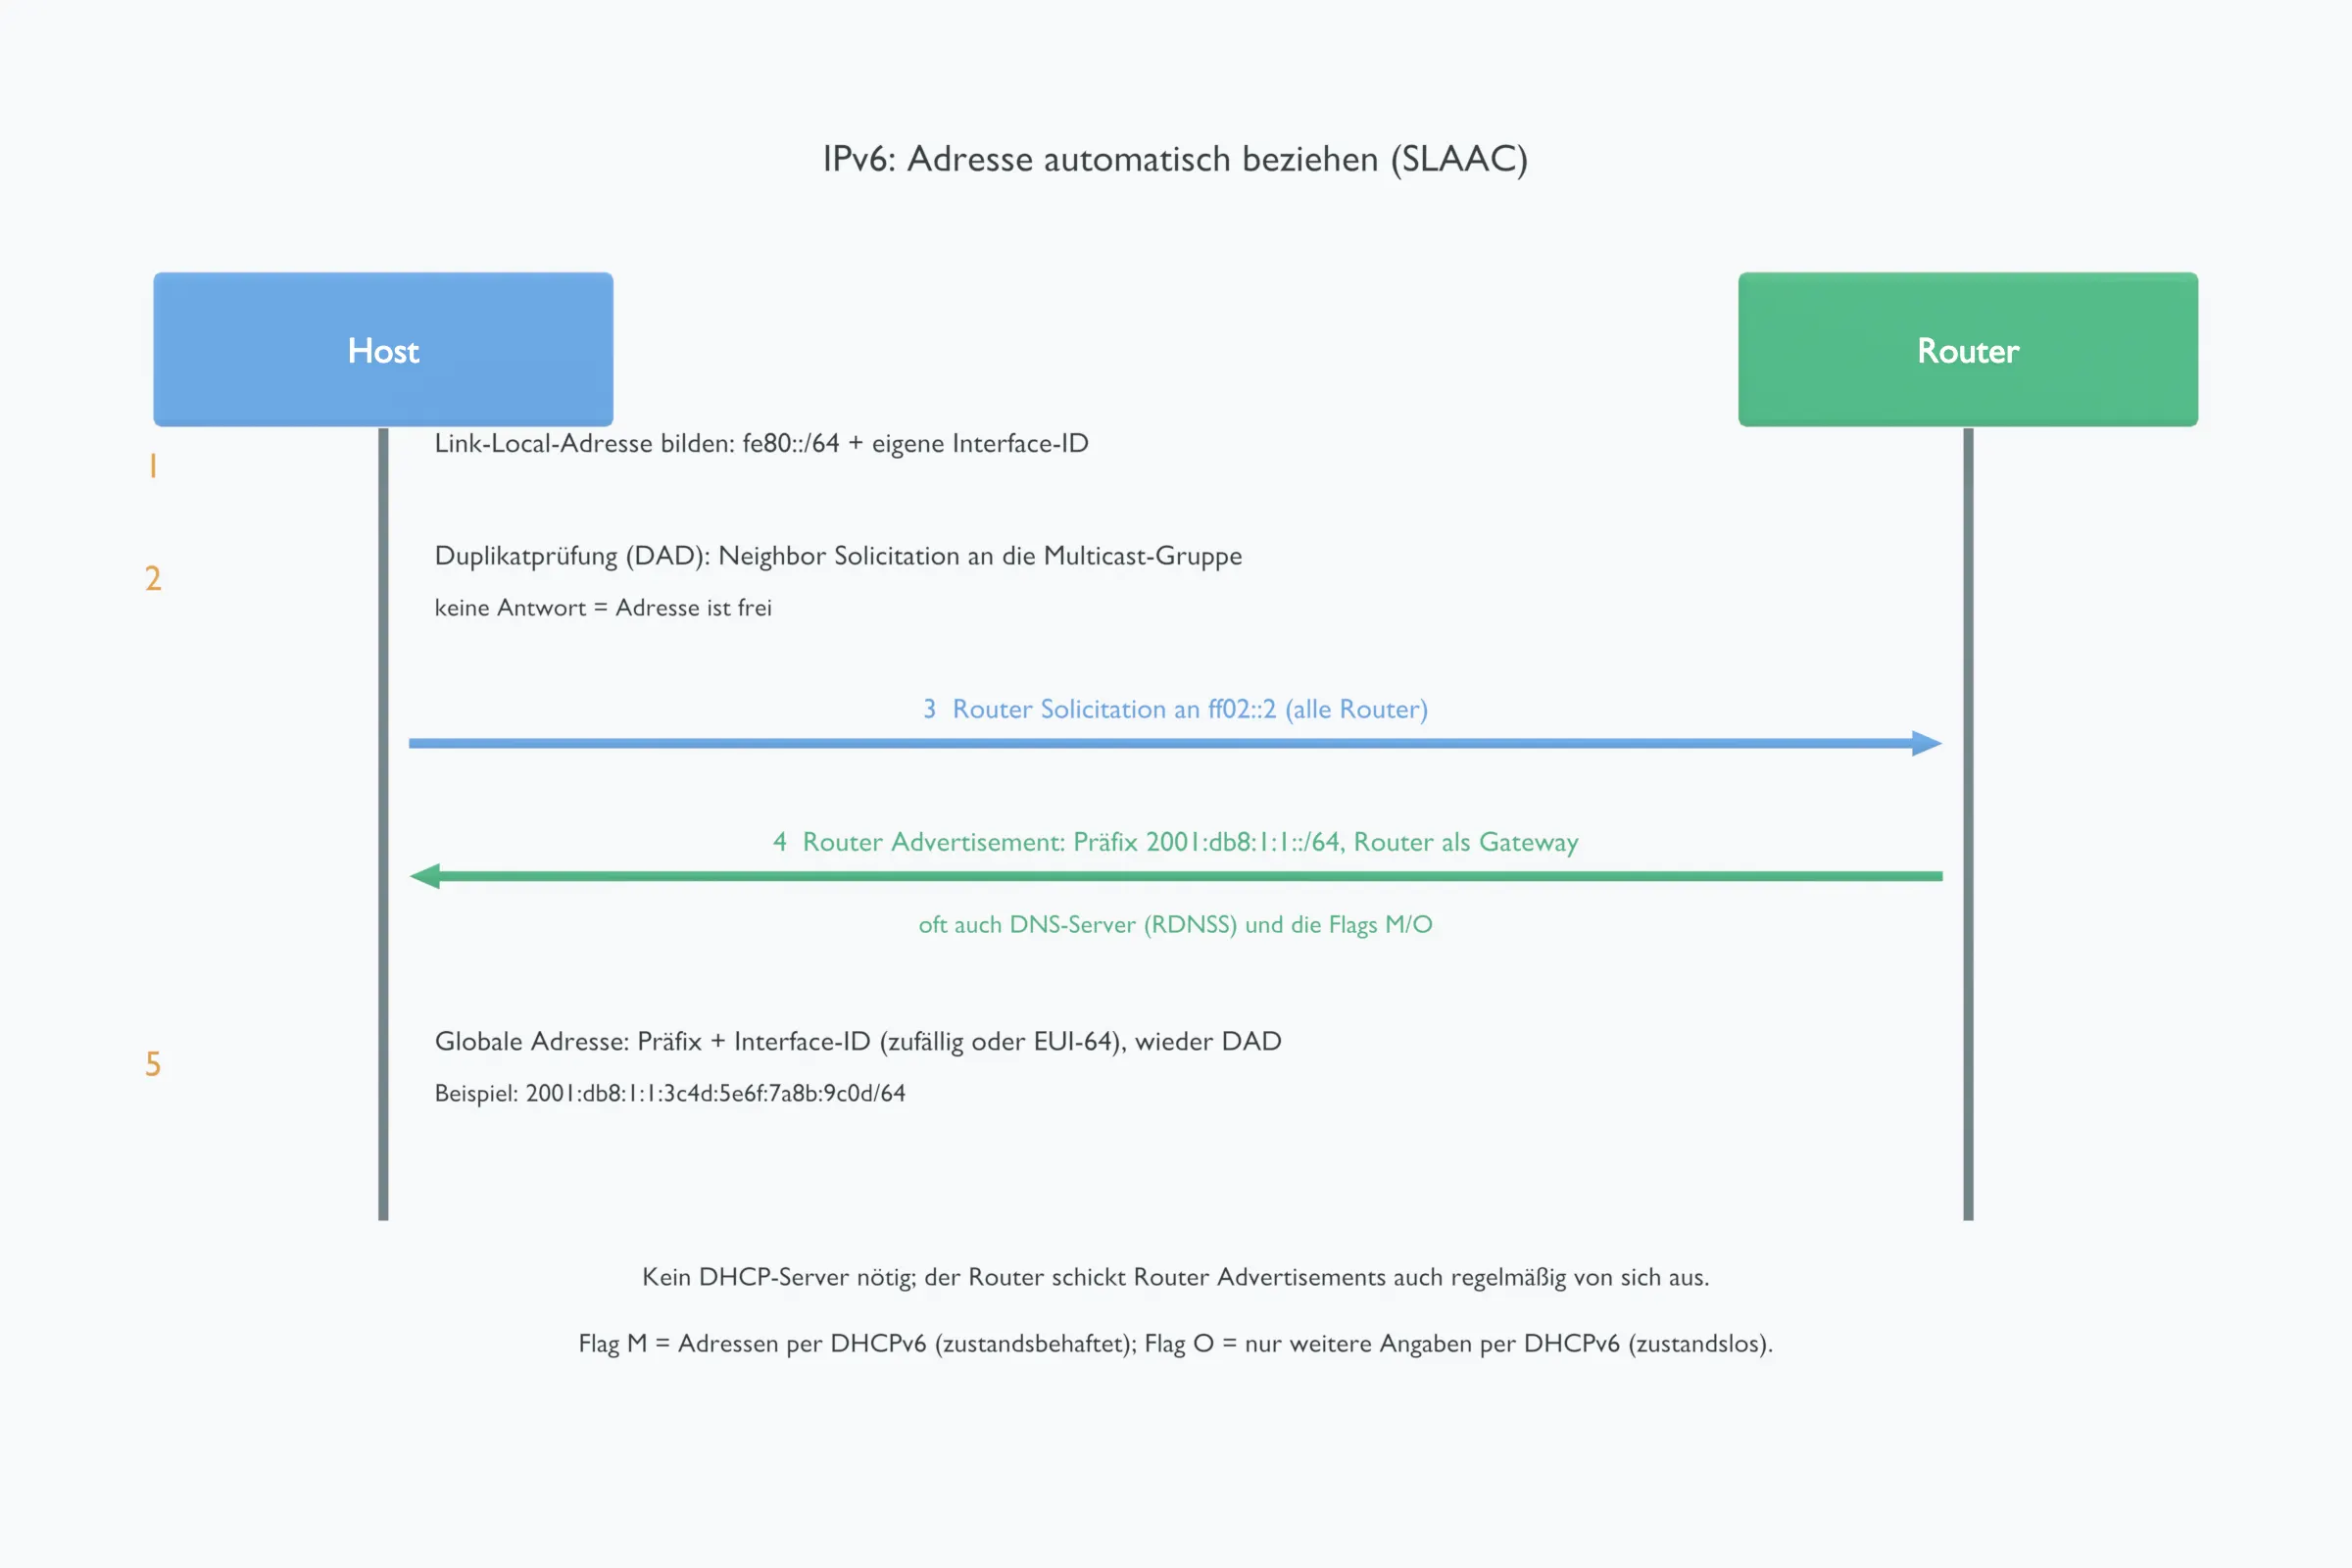 IPv6: Adresse automatisch beziehen (SLAAC)
Host
Router
1
Link-Local-Adresse bilden: fe80::/64 + eigene Interface-ID
2
Duplikatprüfung (DAD): Neighbor Solicitation an die Multicast-Gruppe
keine Antwort = Adresse ist frei
3 Router Solicitation an ff02::2 (alle Router)
4 Router Advertisement: Präfix 2001:db8:1:1::/64, Router als Gateway
oft auch DNS-Server (RDNSS) und die Flags M/O
5
Globale Adresse: Präfix + Interface-ID (zufällig oder EUI-64), wieder DAD
Beispiel: 2001:db8:1:1:3c4d:5e6f:7a8b:9c0d/64
Kein DHCP-Server nötig; der Router schickt Router Advertisements auch regelmäßig von sich aus.
Flag M = Adressen per DHCPv6 (zustandsbehaftet); Flag O = nur weitere Angaben per DHCPv6 (zustandslos).